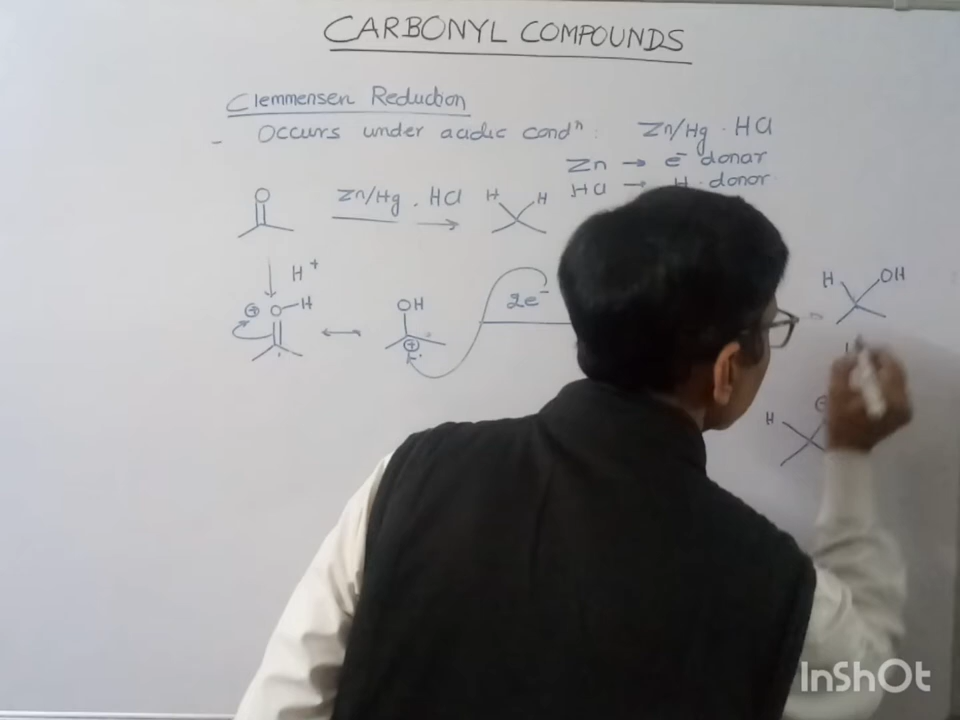 CARBONYL COMPOUNDS
Clemmensen Reduction
- Occurs under acidic condⁿ : Zn/Hg . HCl
Zn → e⁻ donar
HCl → H . donor
O Zn/Hg . HCl → H H
H⁺
⊕ O-H ↔ OH ⊕ 2e⁻
H OH
H
InShOt